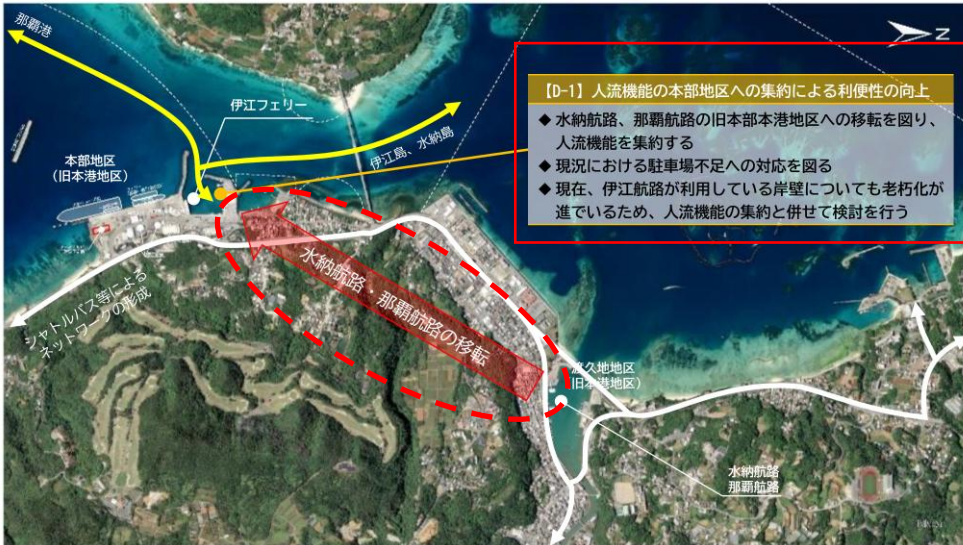 那覇港
N
【D-1】人流機能の本部地区への集約による利便性の向上
◆ 水納航路、那覇航路の旧本部本港地区への移転を図り、
人流機能を集約する
◆ 現況における駐車場不足への対応を図る
◆ 現在、伊江航路が利用している岸壁についても老朽化が
進でいるため、人流機能の集約と併せて検討を行う
伊江フェリー
伊江島、水納島
本部地区
(旧本港地区)
水納航路、那覇航路の移転
シャトルバス等による
ネットワークの形成
渡久地地区
旧本港地区)
水納航路
那覇航路